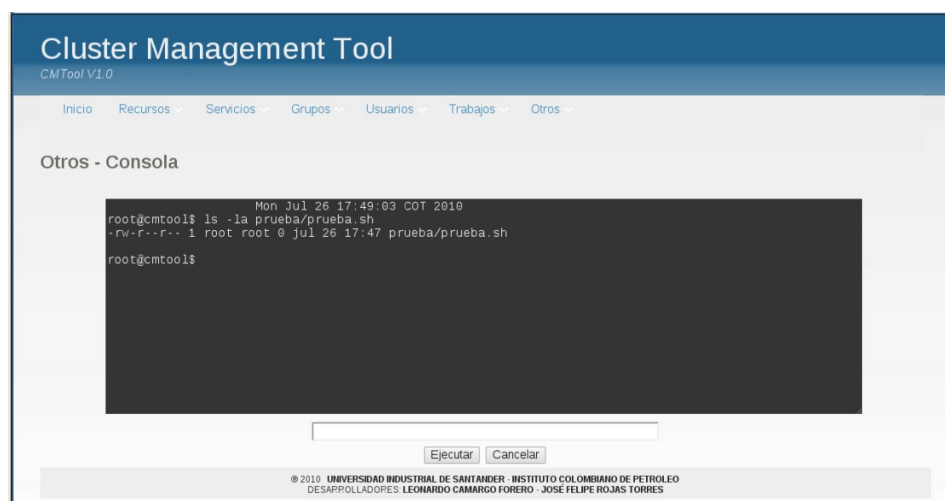 Cluster Management Tool
CMTool V1.0
Inicio Recursos Servicios Grupos Usuarios Trabajos Otros
Otros - Consola
Mon Jul 26 17:49:03 COT 2010
root@cmtool$ ls -la prueba/prueba.sh
-rw-r--r-- 1 root root 0 jul 26 17:47 prueba/prueba.sh
root@cmtool$
Ejecutar Cancelar
© 2010 UNIVERSIDAD INDUSTRIAL DE SANTANDER - INSTITUTO COLOMBIANO DE PETROLEO
DESARROLLADORES: LEONARDO CAMARGO FORERO - JOSÉ FELIPE ROJAS TORRES